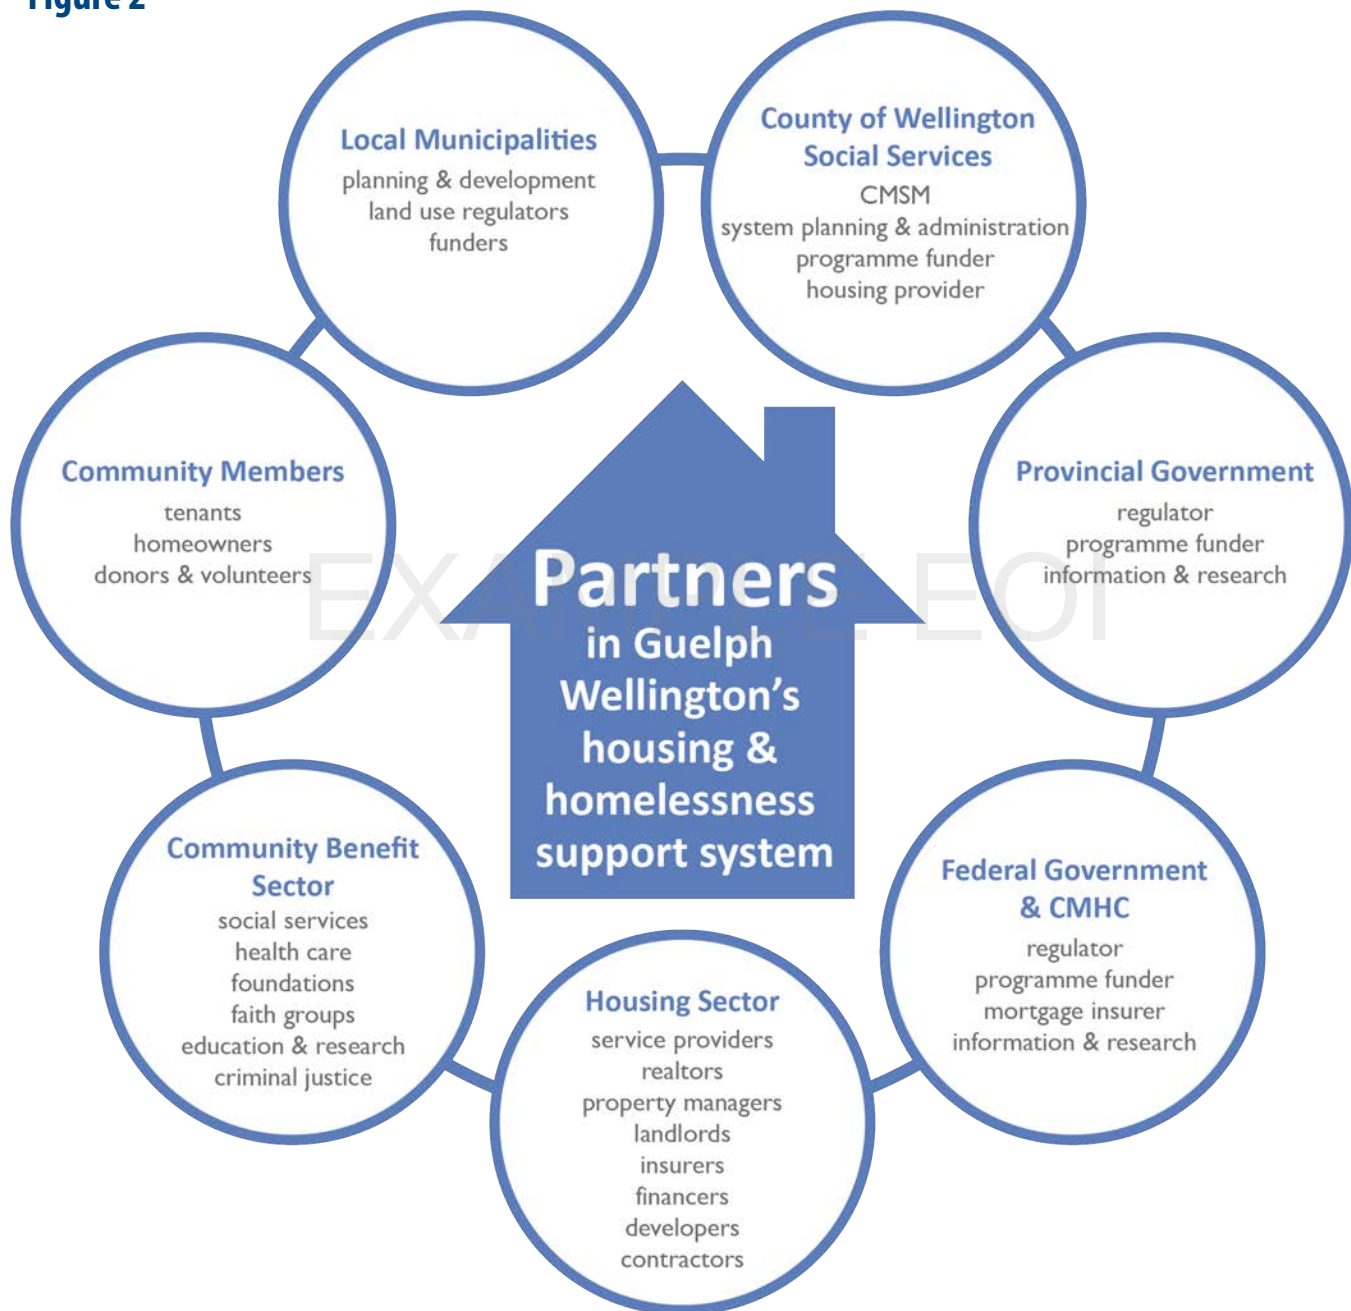 Figure 2
Local Municipalities
planning & development
land use regulators
funders
County of Wellington
Social Services
CMSM
system planning & administration
programme funder
housing provider
Community Members
tenants
homeowners
donors & volunteers
Provincial Government
regulator
programme funder
information & research
Partners
in Guelph
Wellington's
housing &
homelessness
support system
EXAMPLE EOI
Community Benefit
Sector
social services
health care
foundations
faith groups
education & research
criminal justice
Federal Government
& CMHC
regulator
programme funder
mortgage insurer
information & research
Housing Sector
service providers
realtors
property managers
landlords
insurers
financers
developers
contractors